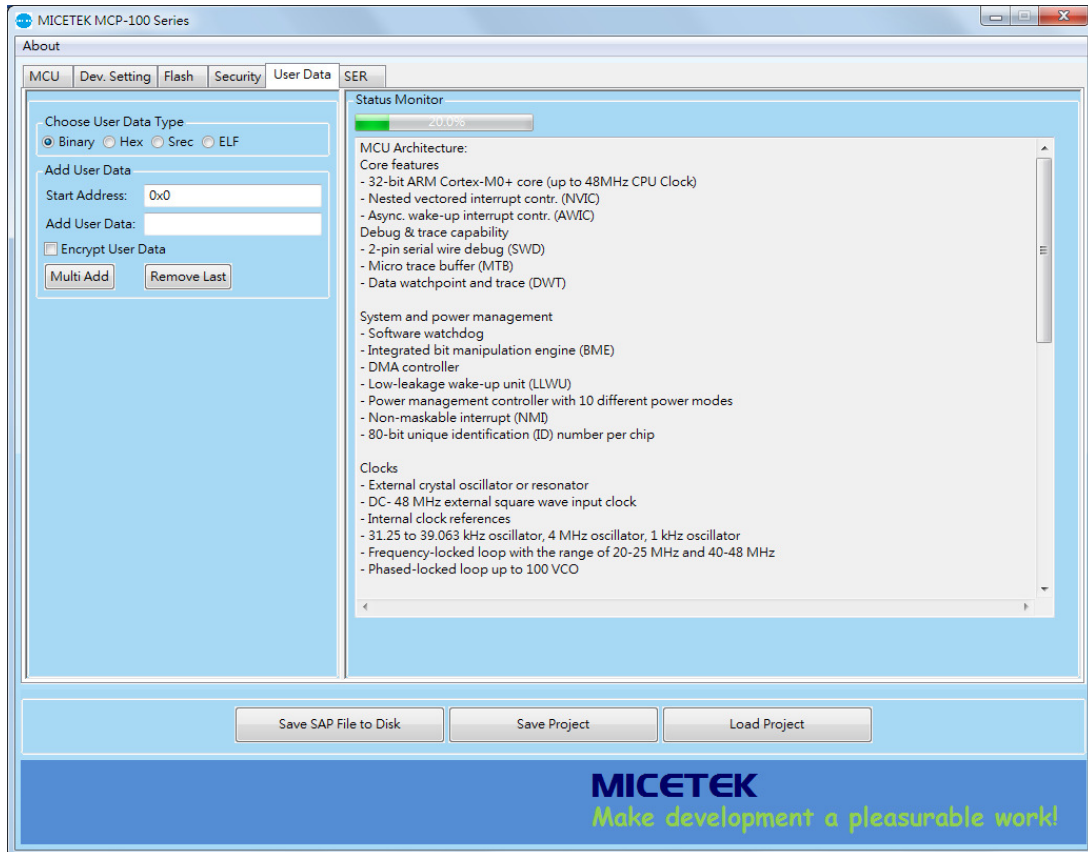 MICETEK MCP-100 Series
About
MCU Dev. Setting Flash Security User Data SER
Choose User Data Type
Binary Hex Srec ELF
Add User Data
Start Address: 0x0
Add User Data:
Encrypt User Data
Multi Add Remove Last
Status Monitor
20.0%
MCU Architecture:
Core features
- 32-bit ARM Cortex-M0+ core (up to 48MHz CPU Clock)
- Nested vectored interrupt contr. (NVIC)
- Async. wake-up interrupt contr. (AWIC)
Debug & trace capability
- 2-pin serial wire debug (SWD)
- Micro trace buffer (MTB)
- Data watchpoint and trace (DWT)
System and power management
- Software watchdog
- Integrated bit manipulation engine (BME)
- DMA controller
- Low-leakage wake-up unit (LLWU)
- Power management controller with 10 different power modes
- Non-maskable interrupt (NMI)
- 80-bit unique identification (ID) number per chip
Clocks
- External crystal oscillator or resonator
- DC- 48 MHz external square wave input clock
- Internal clock references
- 31.25 to 39.063 kHz oscillator, 4 MHz oscillator, 1 kHz oscillator
- Frequency-locked loop with the range of 20-25 MHz and 40-48 MHz
- Phased-locked loop up to 100 VCO
Save SAP File to Disk Save Project Load Project
MICETEK
Make development a pleasurable work!